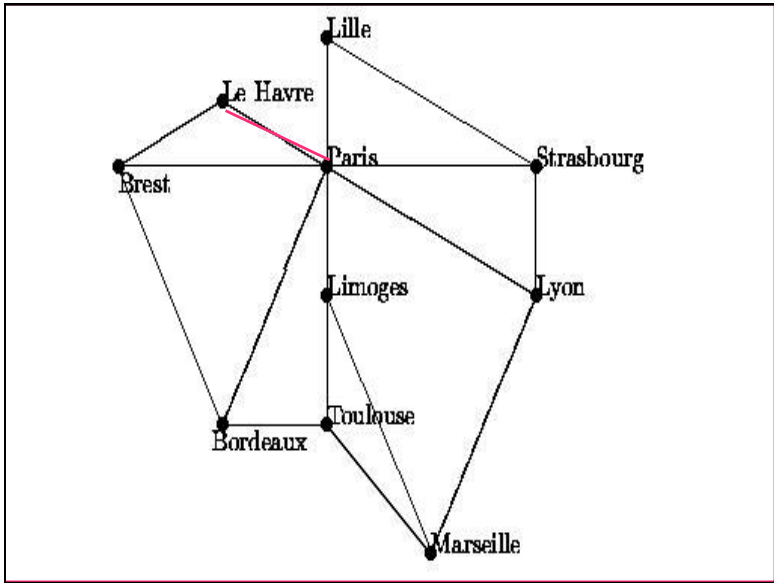 Lille
Le Havre
Paris
Strasbourg
Brest
Limoges
Lyon
Toulouse
Bordeaux
Marseille